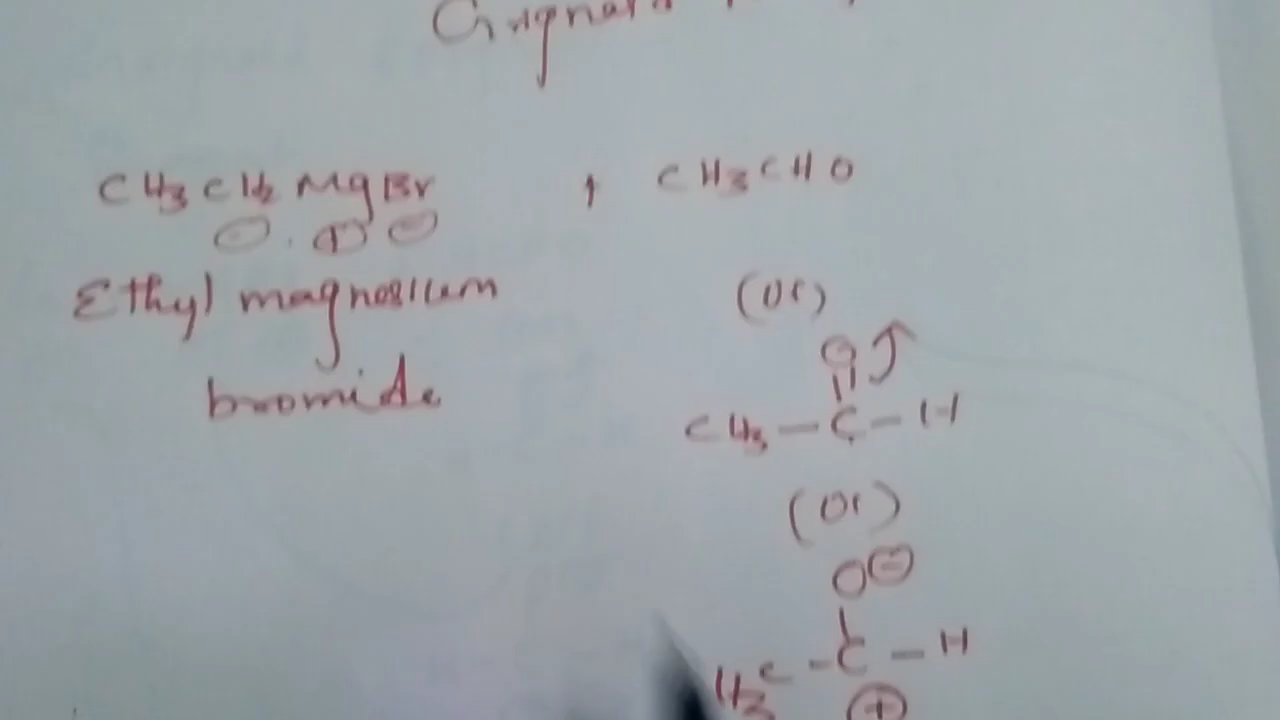 Grignard
CH3CH2MgBr , CH3CHO
⊖ ⊕ ⊖
Ethyl magnesium
bromide
(or)
O
CH3-C-H
(or)
O⊖
H3C-C-H
⊕